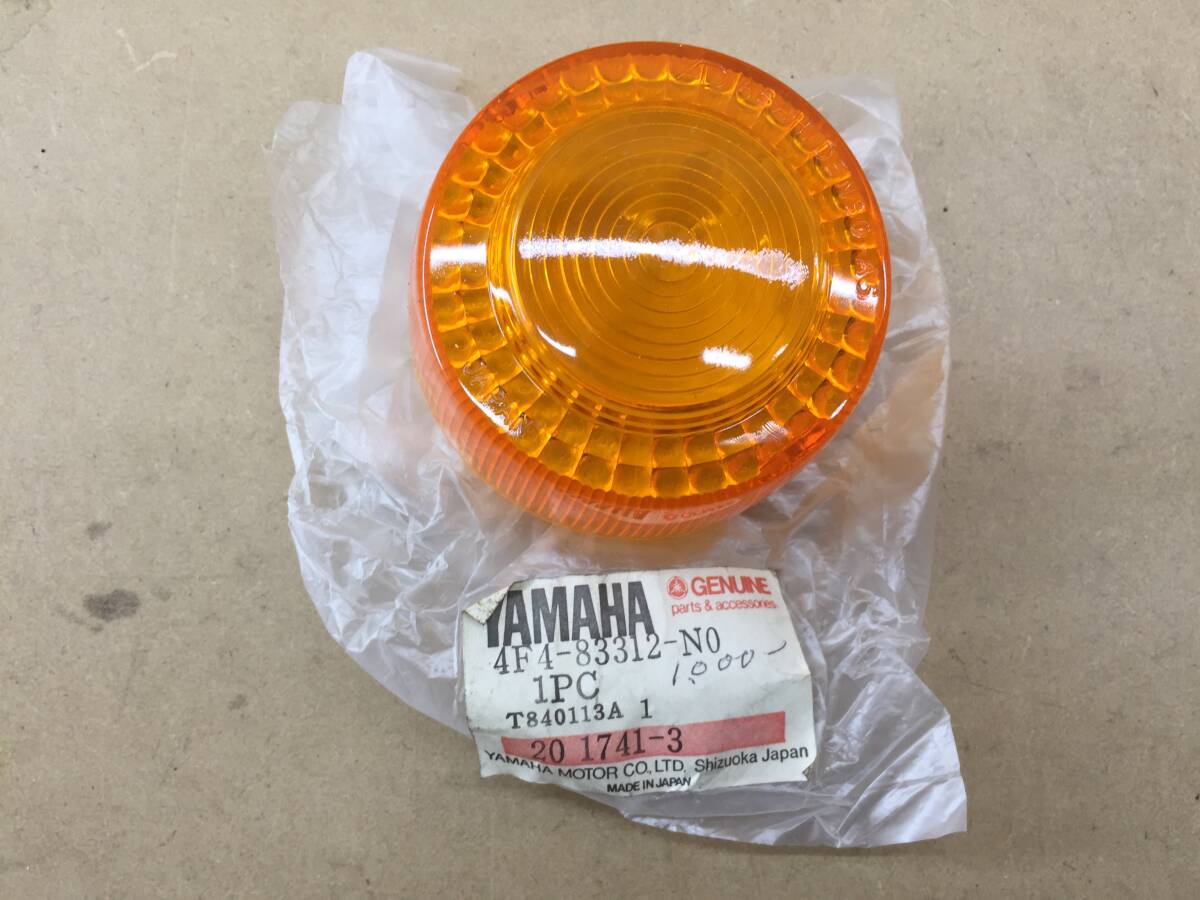 JAPAN
YAMAHA
GENUINE
parts & accessories
4F4-83312-N0
1,000-
1PC
T840113A 1
20 1741-3
YAMAHA MOTOR CO., LTD. Shizuoka Japan
MADE IN JAPAN